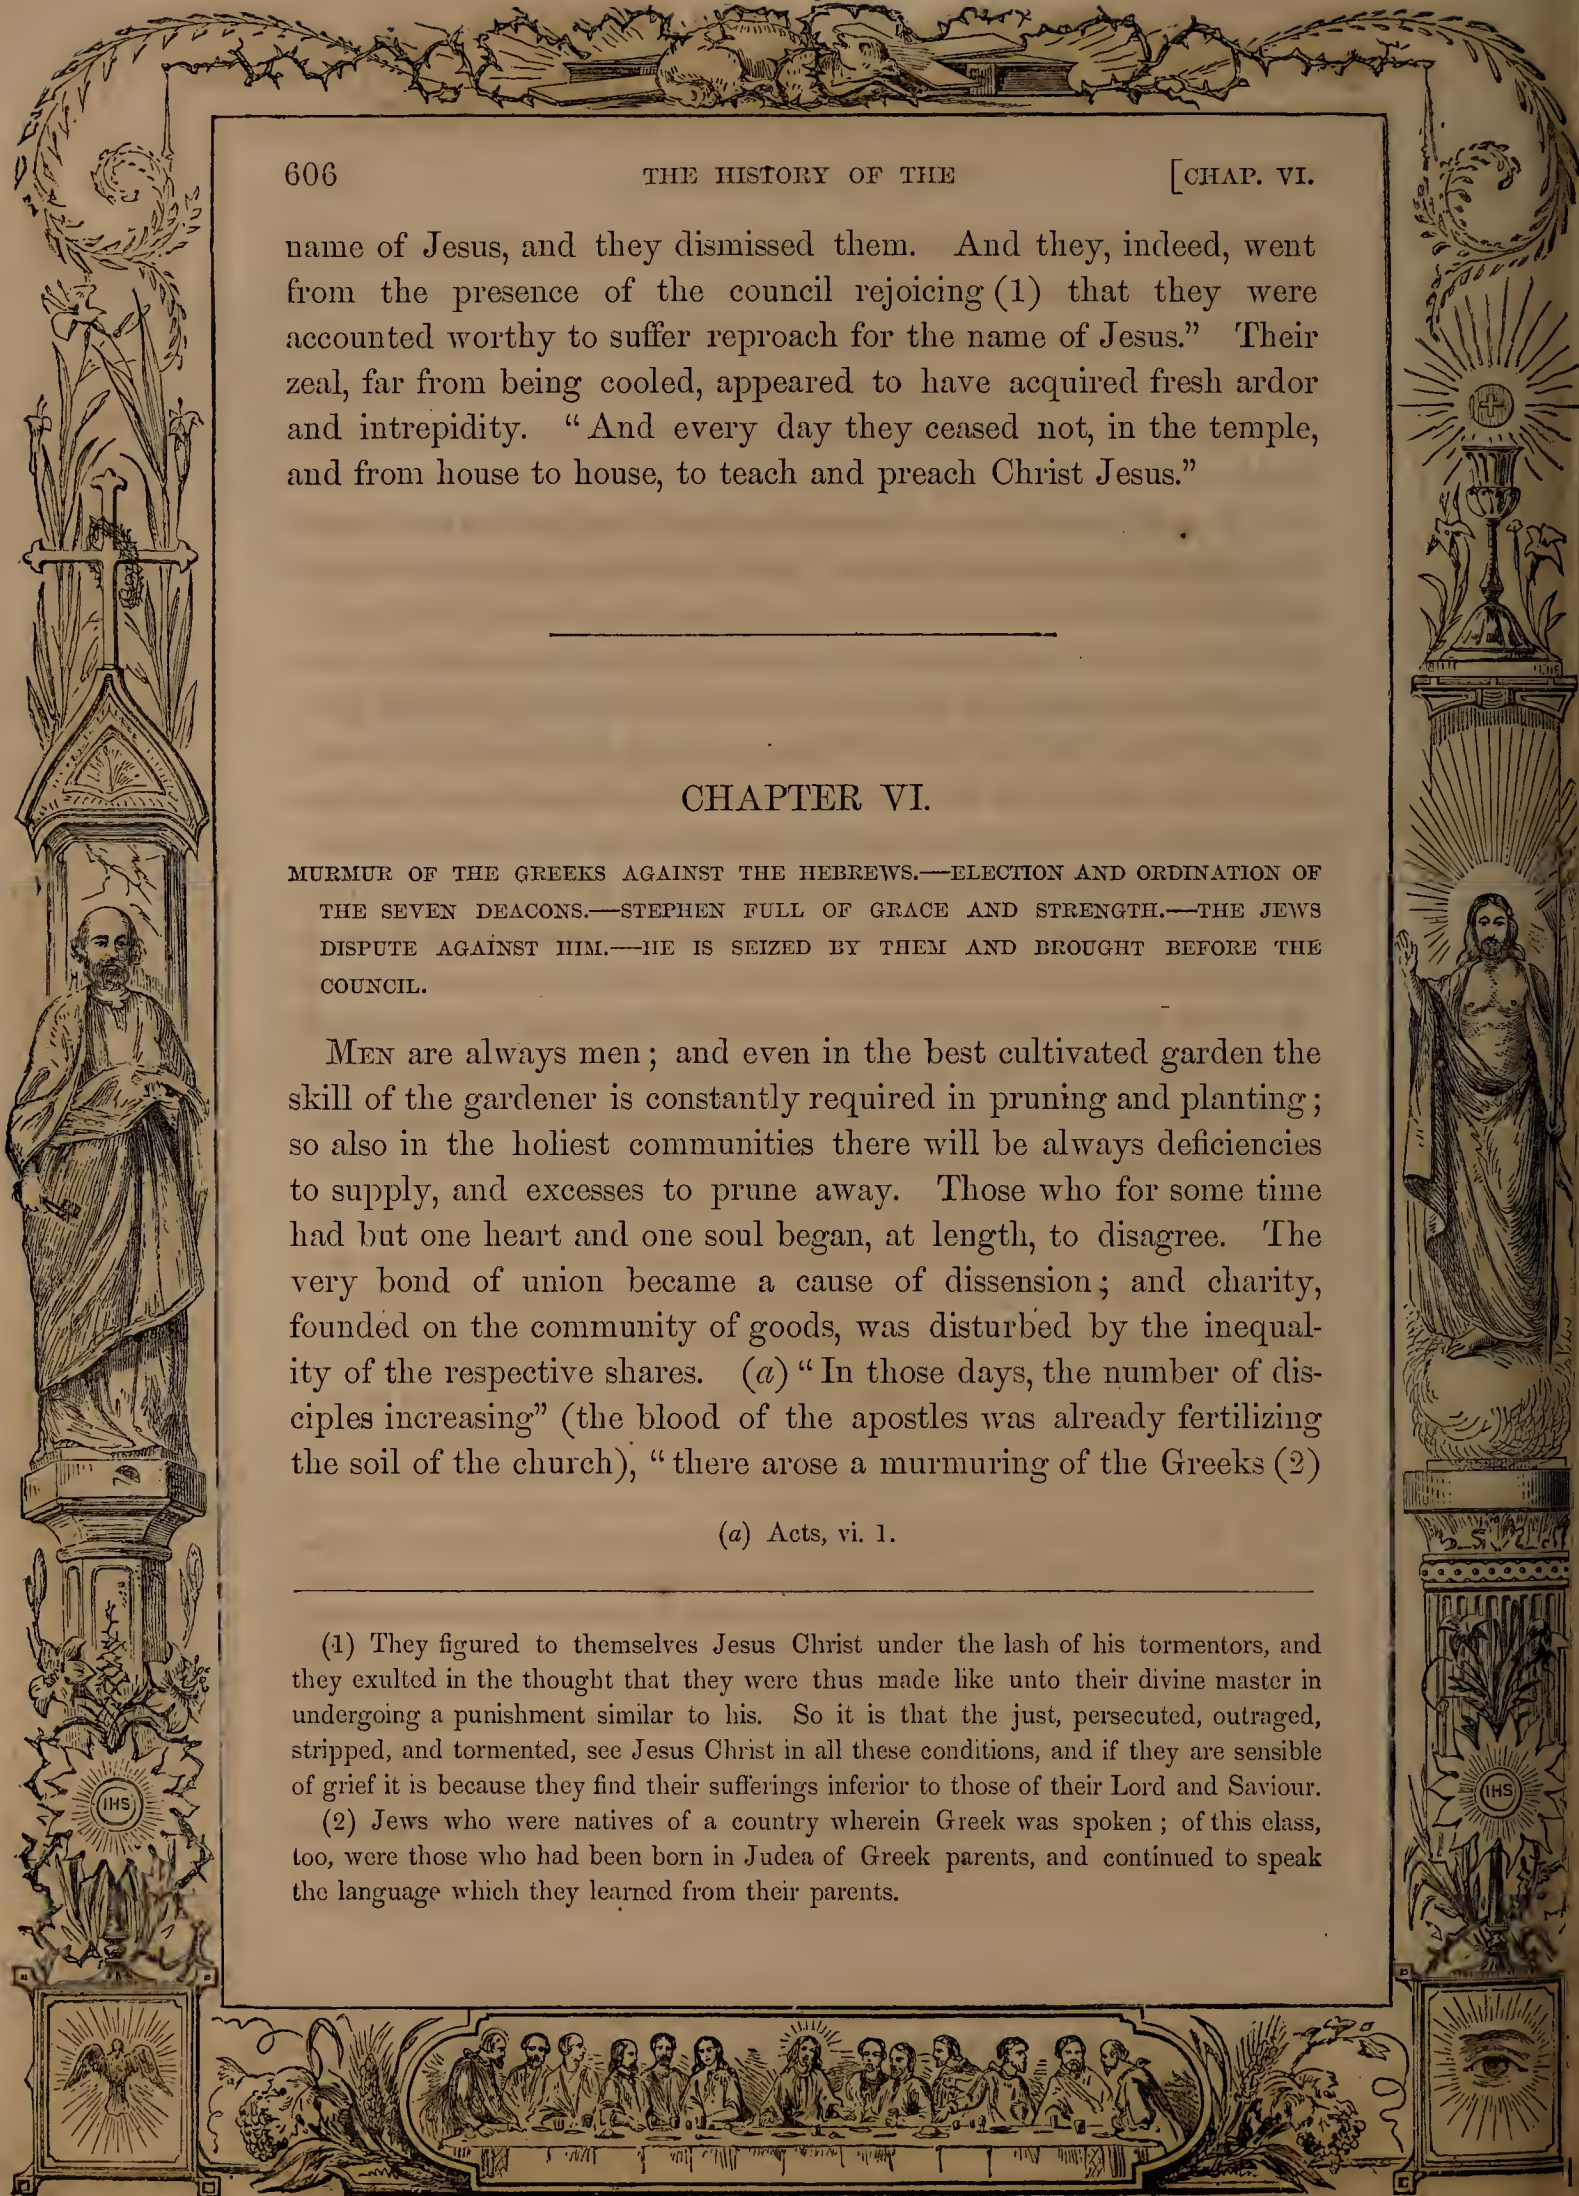 606 THE HISTORY OF THE [CHAP. VI.
name of Jesus, and they dismissed them. And they, indeed, went
from the presence of the council rejoicing (1) that they were
accounted worthy to suffer reproach for the name of Jesus.” Their
zeal, far from being cooled, appeared to have acquired fresh ardor
and intrepidity. “And every day they ceased not, in the temple,
and from house to house, to teach and preach Christ Jesus.”
CHAPTER VI.
MURMUR OF THE GREEKS AGAINST THE HEBREWS.—ELECTION AND ORDINATION OF
THE SEVEN DEACONS.—STEPHEN FULL OF GRACE AND STRENGTH.—THE JEWS
DISPUTE AGAINST HIM.—HE IS SEIZED BY THEM AND BROUGHT BEFORE THE
COUNCIL.
MEN are always men; and even in the best cultivated garden the
skill of the gardener is constantly required in pruning and planting;
so also in the holiest communities there will be always deficiencies
to supply, and excesses to prune away. Those who for some time
had but one heart and one soul began, at length, to disagree. The
very bond of union became a cause of dissension; and charity,
founded on the community of goods, was disturbed by the inequal-
ity of the respective shares. (a) “In those days, the number of dis-
ciples increasing” (the blood of the apostles was already fertilizing
the soil of the church), “there arose a murmuring of the Greeks (2)
(a) Acts, vi. 1.
(1) They figured to themselves Jesus Christ under the lash of his tormentors, and
they exulted in the thought that they were thus made like unto their divine master in
undergoing a punishment similar to his. So it is that the just, persecuted, outraged,
stripped, and tormented, see Jesus Christ in all these conditions, and if they are sensible
of grief it is because they find their sufferings inferior to those of their Lord and Saviour.
(2) Jews who were natives of a country wherein Greek was spoken; of this class,
too, were those who had been born in Judea of Greek parents, and continued to speak
the language which they learned from their parents.
IHS
IHS